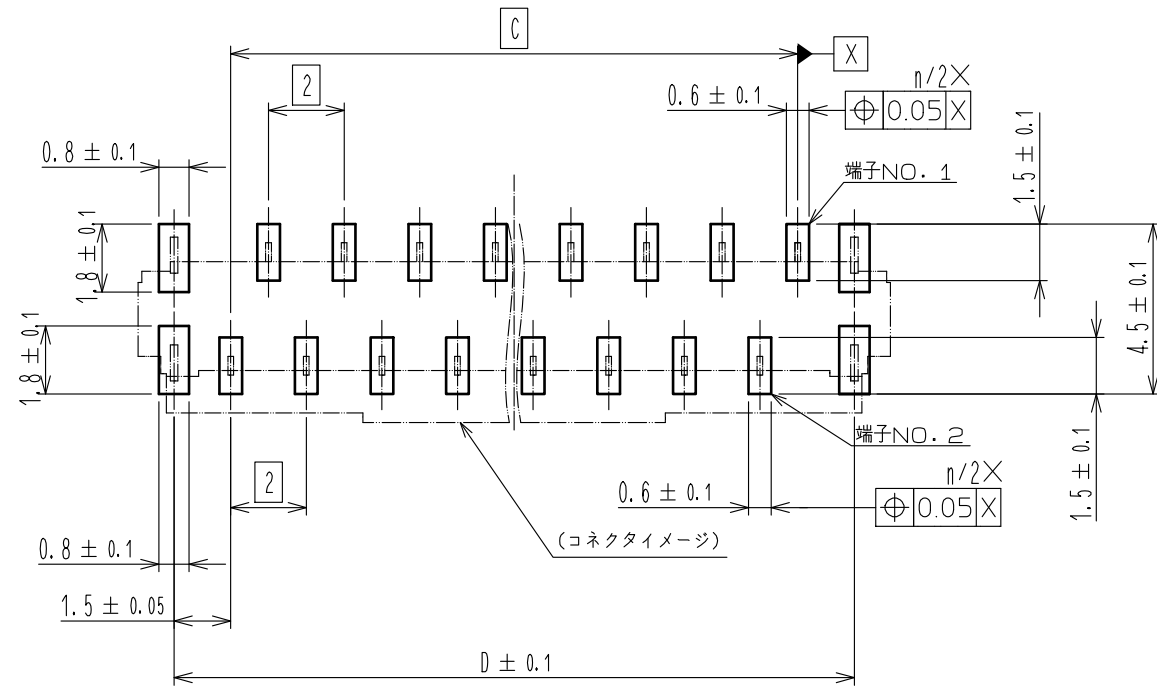 C
X
2
n/2X
0.6 ± 0.1
0.05 X
0.8 ± 0.1
1.5 ± 0.1
端子NO. 1
1.8 ± 0.1
4.5 ± 0.1
1.8 ± 0.1
端子NO. 2
1.5 ± 0.1
2
n/2X
0.6 ± 0.1
⌖ 0.05 X
(コネクタイメージ)
0.8 ± 0.1
1.5 ± 0.05
D ± 0.1